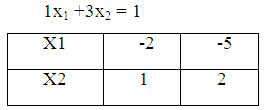 1x₁ +3x₂ = 1
X1 -2 -5
X2 1 2